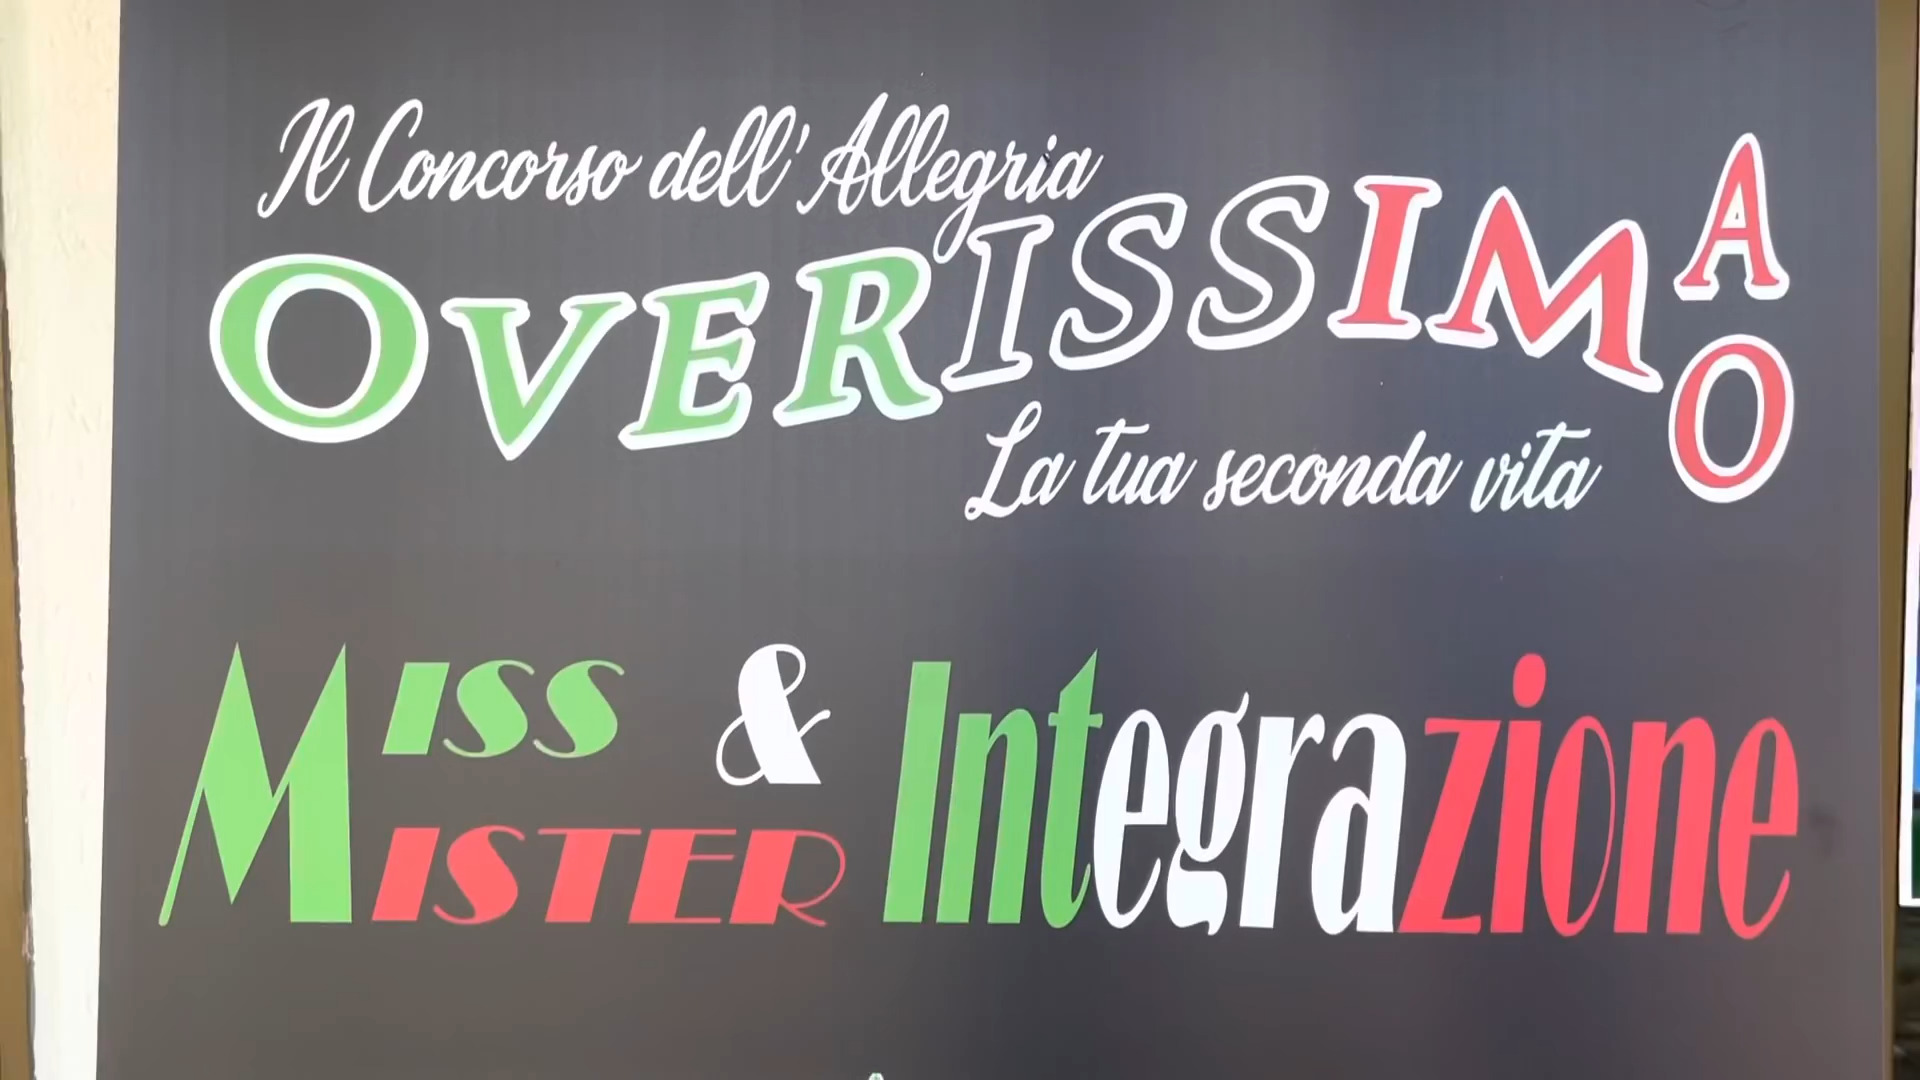 Il Concorso dell'Allegria
OVERISSIMA
O
La tua seconda vita
MISS & Integrazione
MISTER